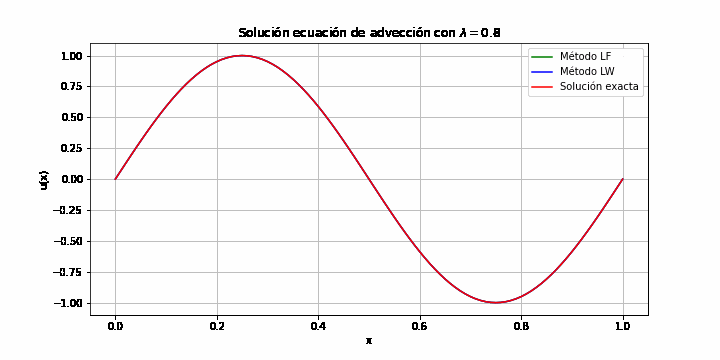 Solución ecuación de advección con λ = 0.8
1.00
0.75
0.50
0.25
0.00
−0.25
−0.50
−0.75
−1.00
u(x)
Método LF
Método LW
Solución exacta
0.0 0.2 0.4 0.6 0.8 1.0
x